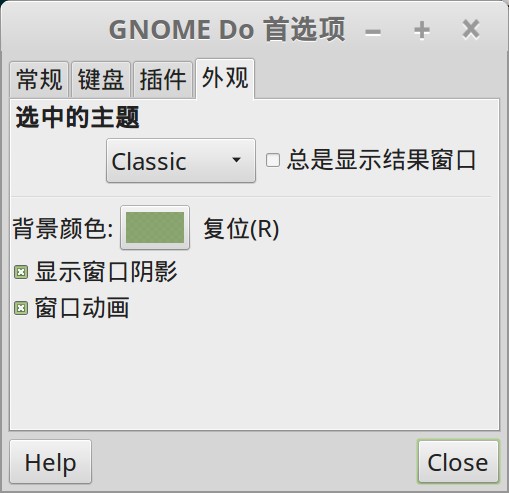 GNOME Do 首选项
常规 键盘 插件 外观
选中的主题
Classic 总是显示结果窗口
背景颜色: 复位(R)
显示窗口阴影
窗口动画
Help Close